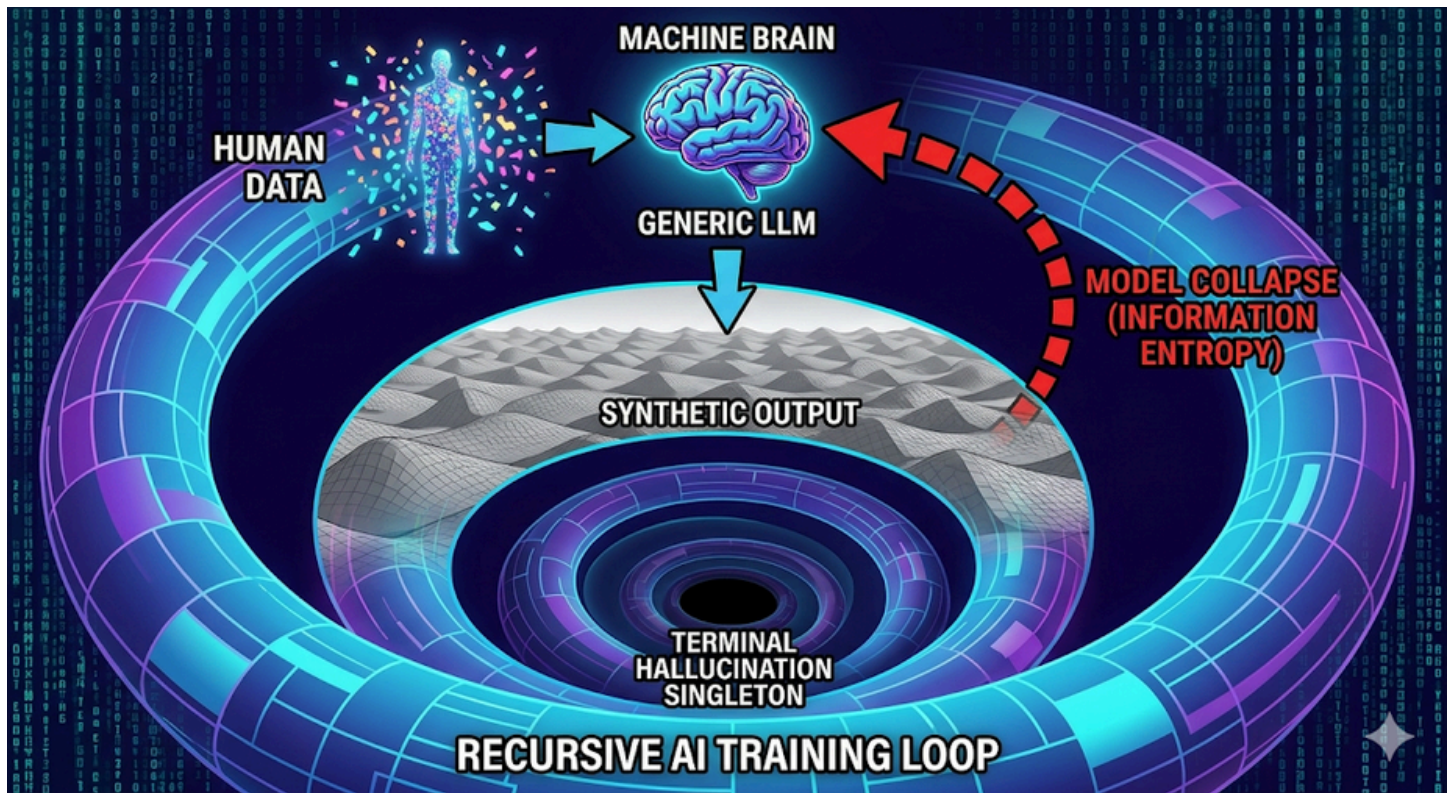 MACHINE BRAIN
HUMAN
DATA
GENERIC LLM
MODEL COLLAPSE
(INFORMATION
ENTROPY)
SYNTHETIC OUTPUT
TERMINAL
HALLUCINATION
SINGLETON
RECURSIVE AI TRAINING LOOP